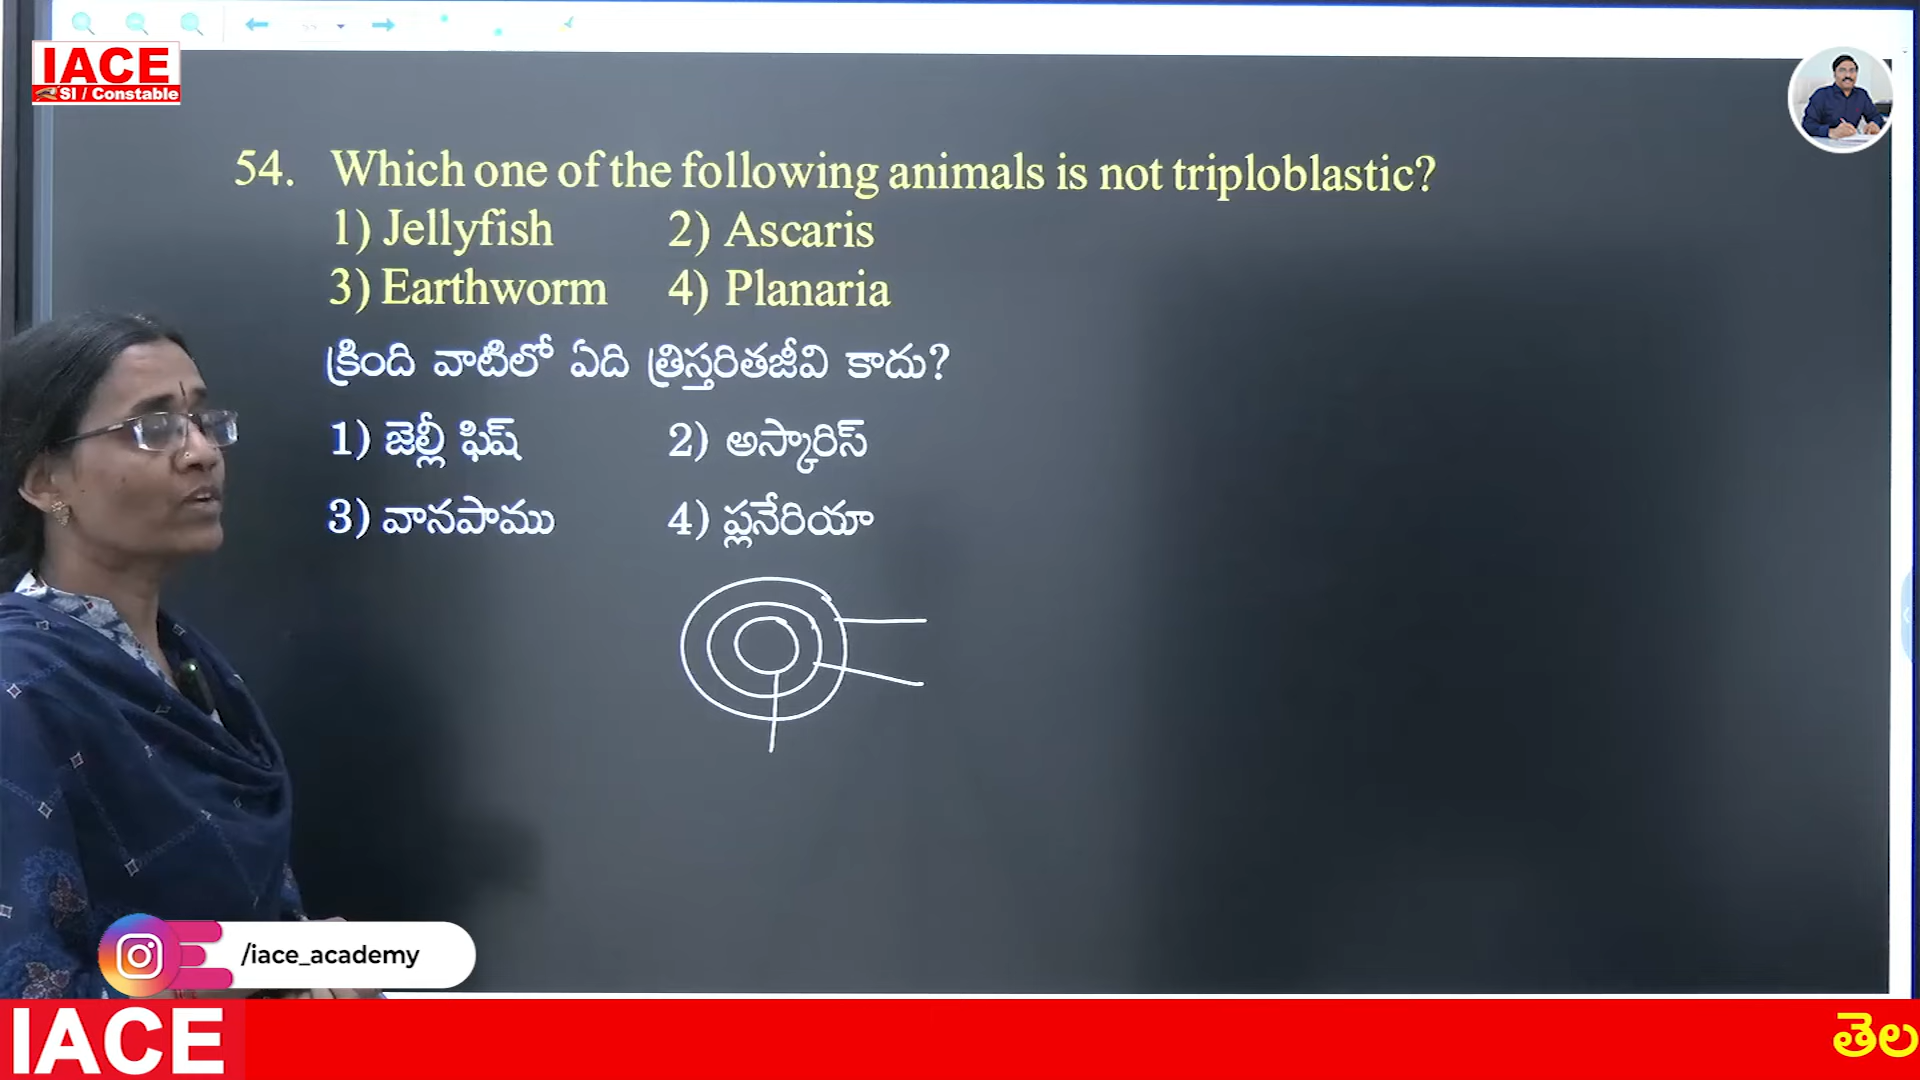 IACE
SI / Constable
54. Which one of the following animals is not triploblastic?
1) Jellyfish 2) Ascaris
3) Earthworm 4) Planaria
క్రింది వాటిలో ఏది త్రిస్తరితజీవి కాదు?
1) జెల్లీ ఫిష్ 2) అస్కారిస్
3) వానపాము 4) ప్లనేరియా
/iace_academy
IACE
తెల